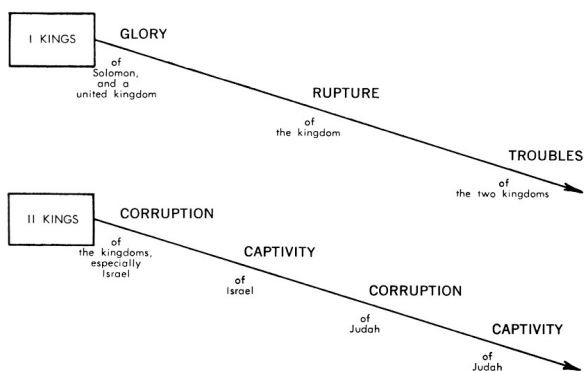 I KINGS
GLORY
of
Solomon,
and a
united kingdom
RUPTURE
of
the kingdom
TROUBLES
of
the two kingdoms
II KINGS
CORRUPTION
of
the kingdoms,
especially
Israel
CAPTIVITY
of
Israel
CORRUPTION
of
Judah
CAPTIVITY
of
Judah